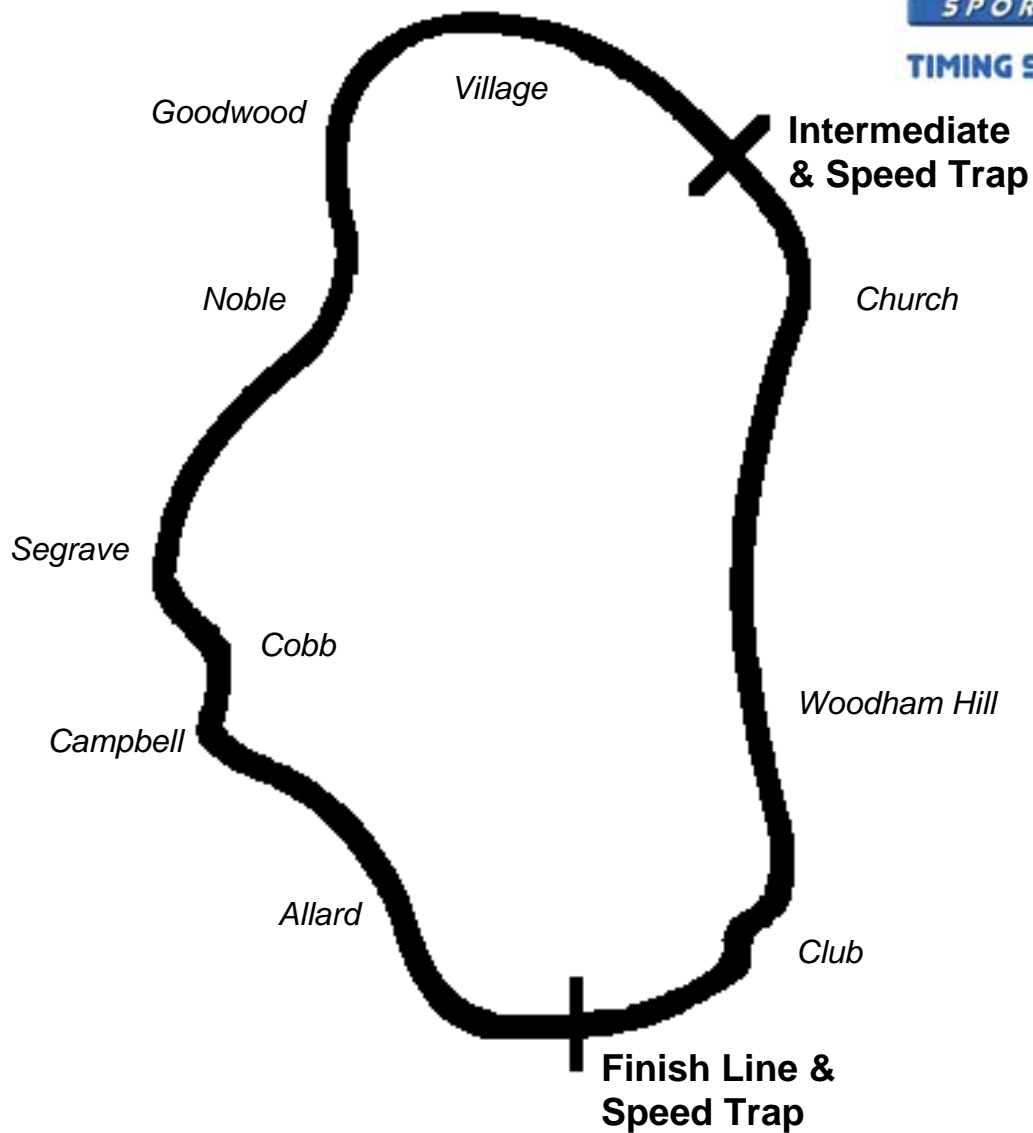 SPOR
TIMING S
Village
Goodwood
Intermediate
& Speed Trap
Noble
Church
Segrave
Cobb
Woodham Hill
Campbell
Allard
Club
Finish Line &
Speed Trap